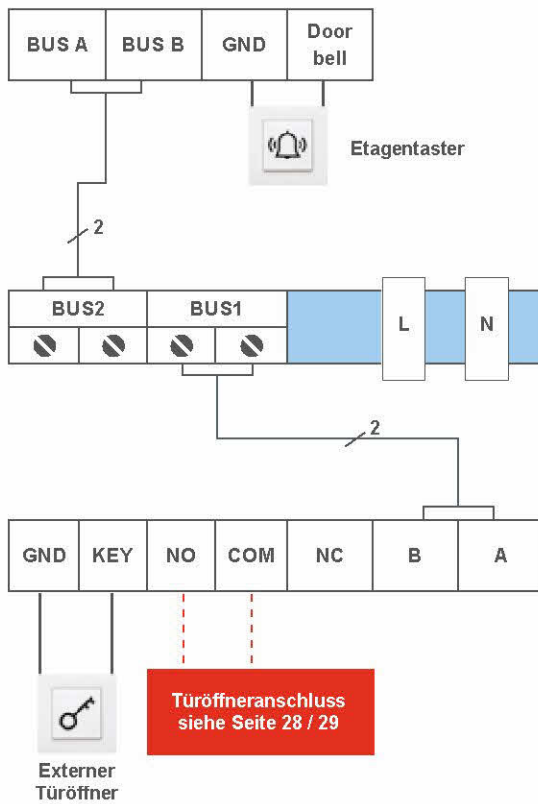 BUS A BUS B GND Door bell
Etagentaster
2
BUS2 BUS1
L N
2
GND KEY NO COM NC B A
Türöffneranschluss
siehe Seite 28 / 29
Externer
Türöffner